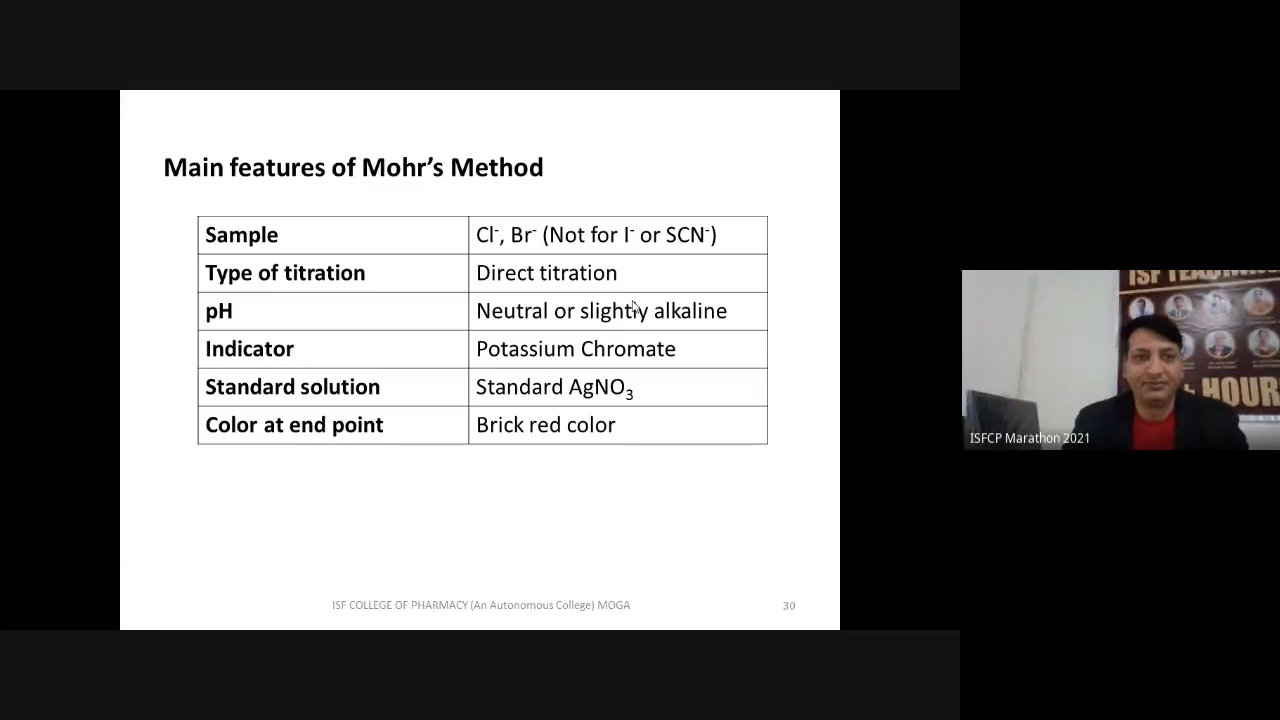 Main features of Mohr’s Method
Sample Cl⁻, Br⁻ (Not for I⁻ or SCN⁻)
Type of titration Direct titration
pH Neutral or slightly alkaline
Indicator Potassium Chromate
Standard solution Standard AgNO₃
Color at end point Brick red color
ISF COLLEGE OF PHARMACY (An Autonomous College) MOGA 30
HOUR
ISFCP Marathon 2021